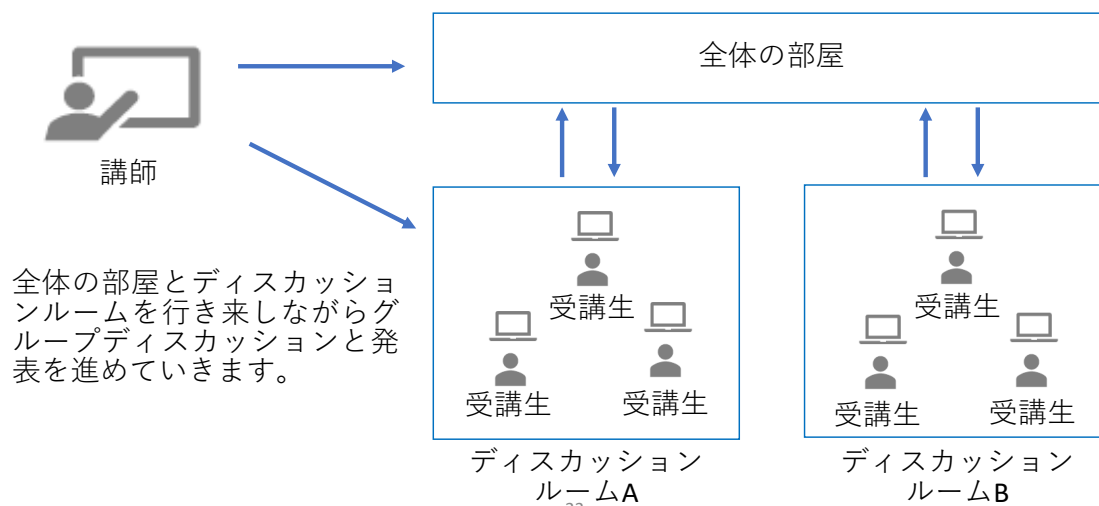 全体の部屋
講師
全体の部屋とディスカッショ
ンルームを行き来しながらグ
ループディスカッションと発
表を進めていきます。
受講生
受講生
受講生
ディスカッション
ルームA
受講生
受講生
受講生
ディスカッション
ルームB